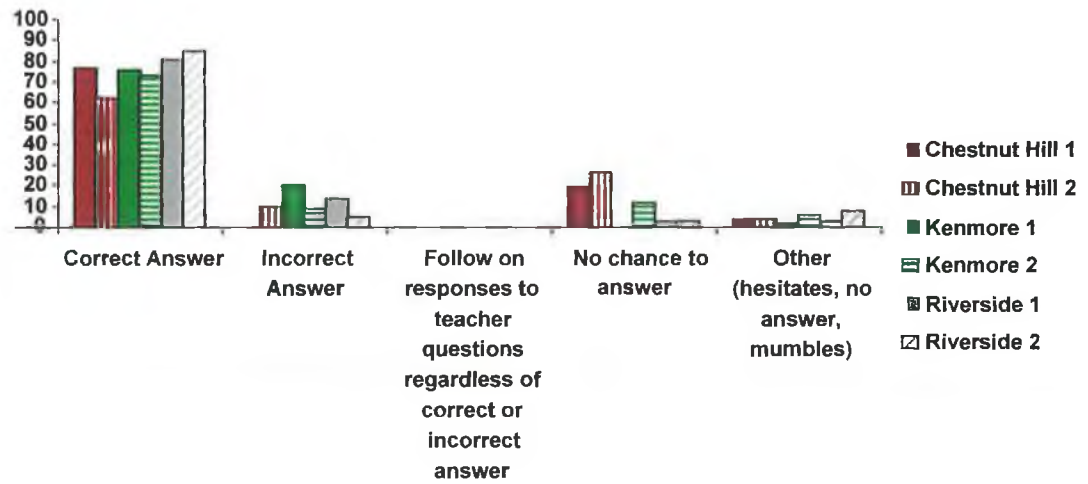 100
90
80
70
60
50
40
30
20
10
0
Correct Answer
Incorrect
Answer
Follow on
responses to
teacher
questions
regardless of
correct or
incorrect
answer
No chance to
answer
Other
(hesitates, no
answer,
mumbles)
Chestnut Hill 1
Chestnut Hill 2
Kenmore 1
Kenmore 2
Riverside 1
Riverside 2